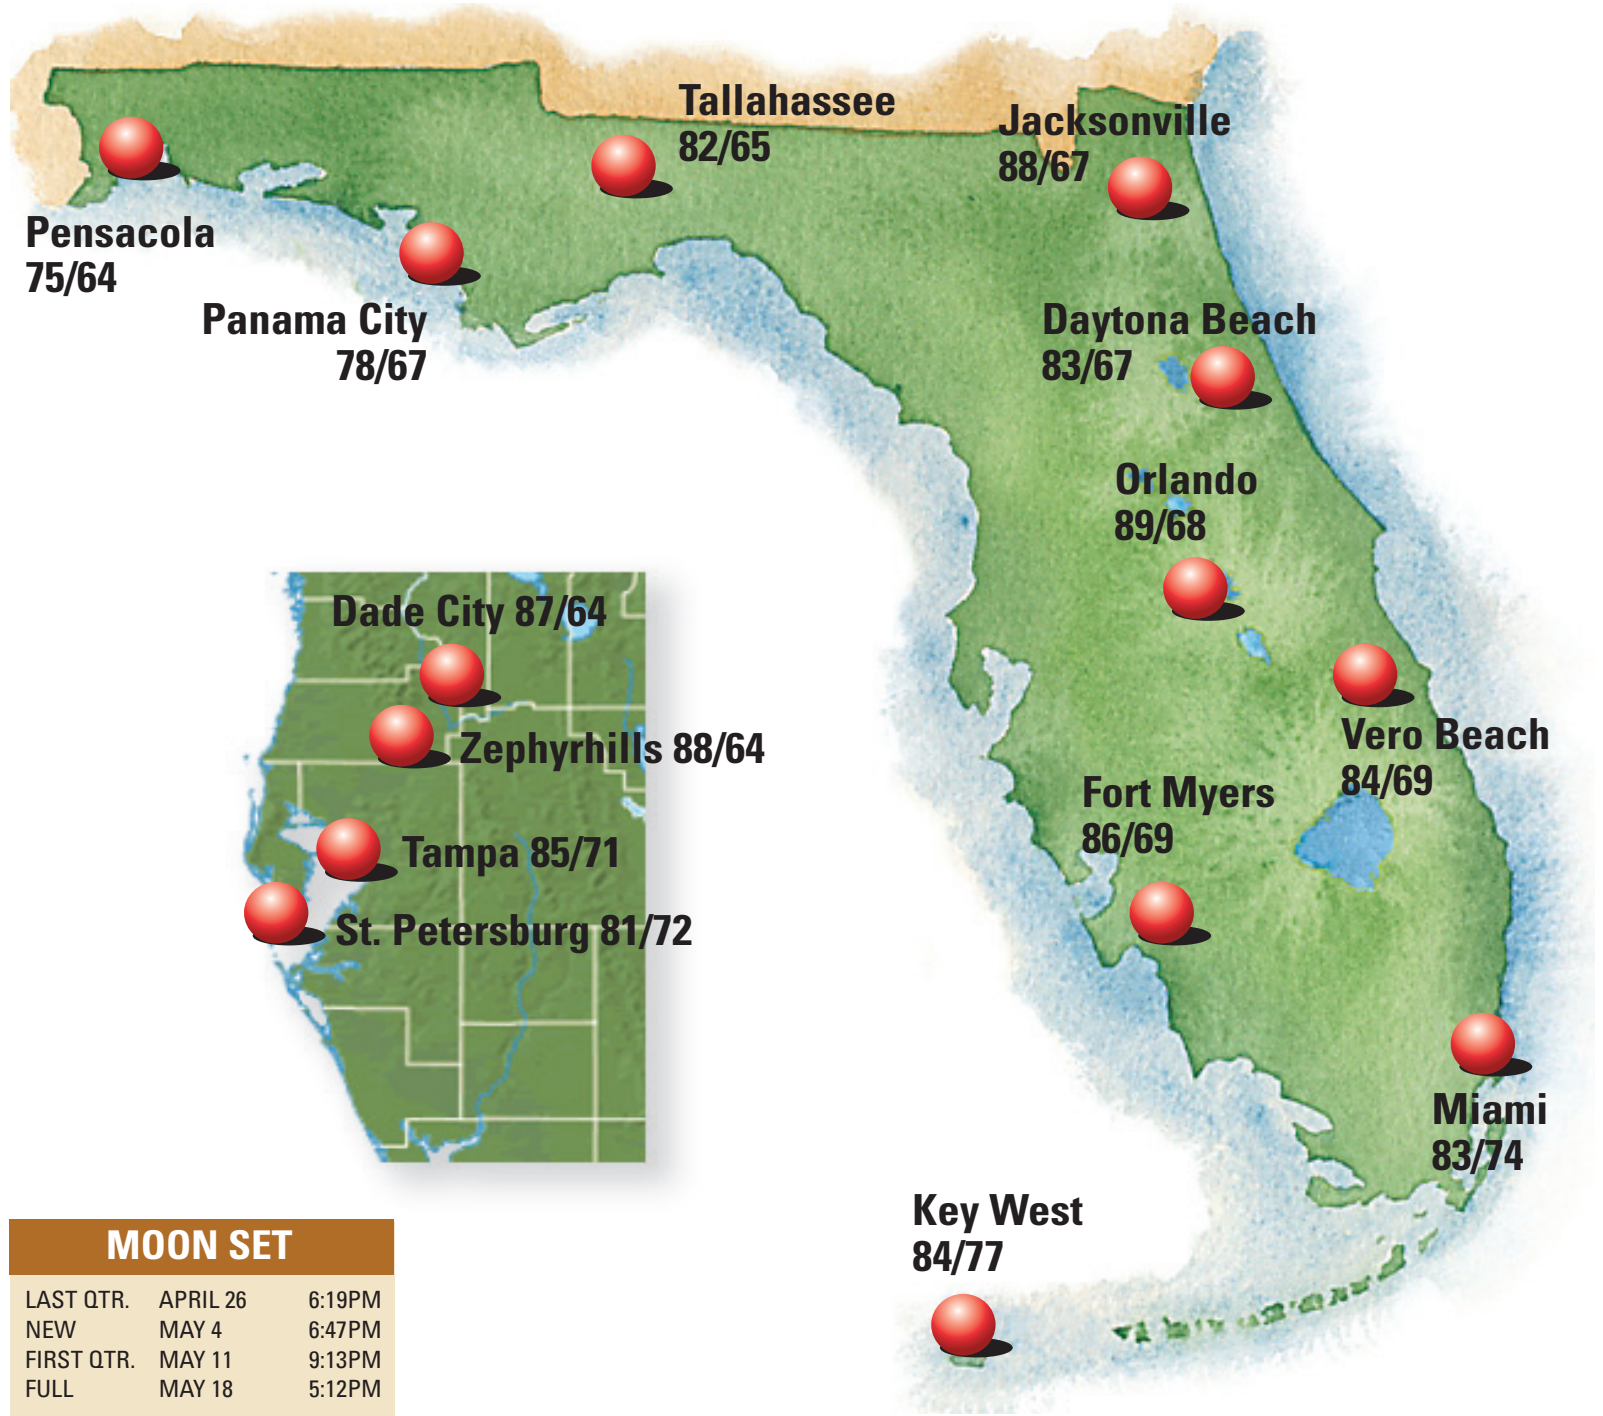 Tallahassee
82/65
Jacksonville
88/67
Pensacola
75/64
Panama City
78/67
Daytona Beach
83/67
Orlando
89/68
Dade City 87/64
Zephyrhills 88/64
Tampa 85/71
St. Petersburg 81/72
Vero Beach
84/69
Fort Myers
86/69
Miami
83/74
Key West
84/77
MOON SET
LAST QTR. APRIL 26 6:19PM
NEW MAY 4 6:47PM
FIRST QTR. MAY 11 9:13PM
FULL MAY 18 5:12PM